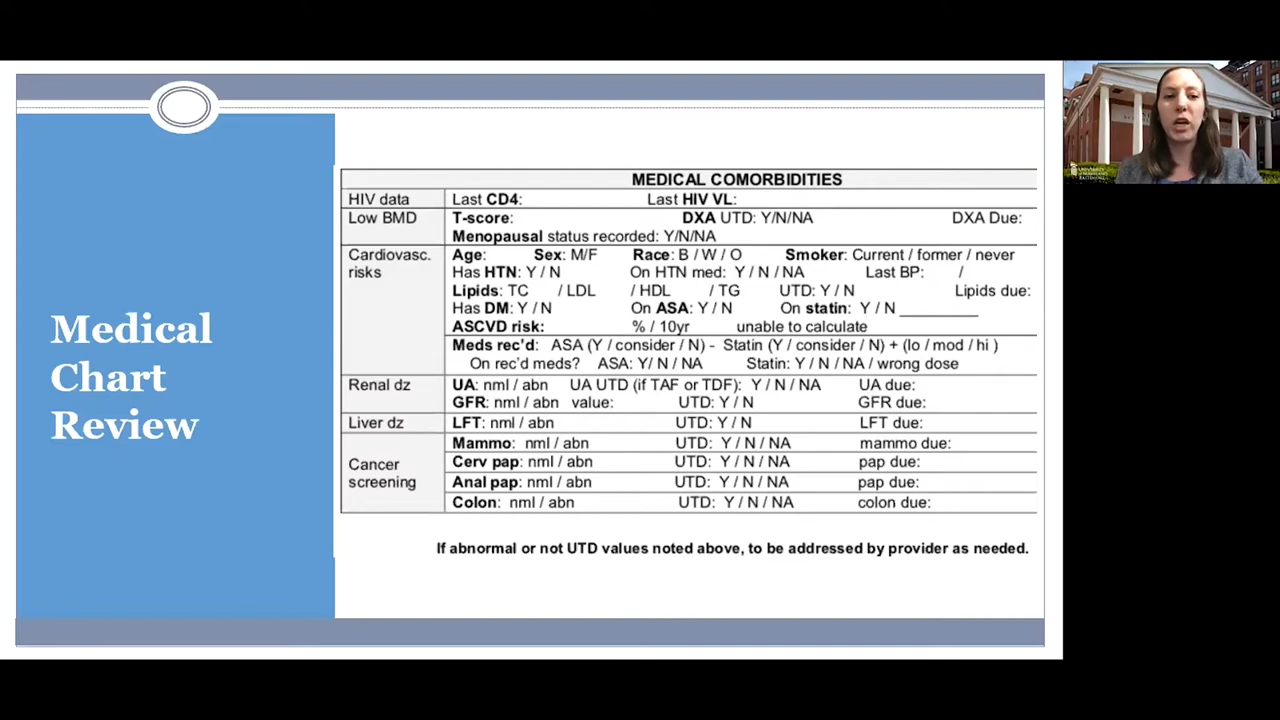 Medical
Chart
Review
MEDICAL COMORBIDITIES
HIV data Last CD4: Last HIV VL:
Low BMD T-score: DXA UTD: Y/N/NA DXA Due:
Menopausal status recorded: Y/N/NA
Cardiovasc. Age: Sex: M/F Race: B / W / O Smoker: Current / former / never
risks Has HTN: Y / N On HTN med: Y / N / NA Last BP: /
Lipids: TC / LDL / HDL / TG UTD: Y / N Lipids due:
Has DM: Y / N On ASA: Y / N On statin: Y / N _________
ASCVD risk: % / 10yr unable to calculate
Meds rec’d: ASA (Y / consider / N) - Statin (Y / consider / N) + (lo / mod / hi )
On rec’d meds? ASA: Y/ N / NA Statin: Y / N / NA / wrong dose
Renal dz UA: nml / abn UA UTD (if TAF or TDF): Y / N / NA UA due:
GFR: nml / abn value: UTD: Y / N GFR due:
Liver dz LFT: nml / abn UTD: Y / N LFT due:
Cancer screening Mammo: nml / abn UTD: Y / N / NA mammo due:
Cerv pap: nml / abn UTD: Y / N / NA pap due:
Anal pap: nml / abn UTD: Y / N / NA pap due:
Colon: nml / abn UTD: Y / N / NA colon due:
If abnormal or not UTD values noted above, to be addressed by provider as needed.